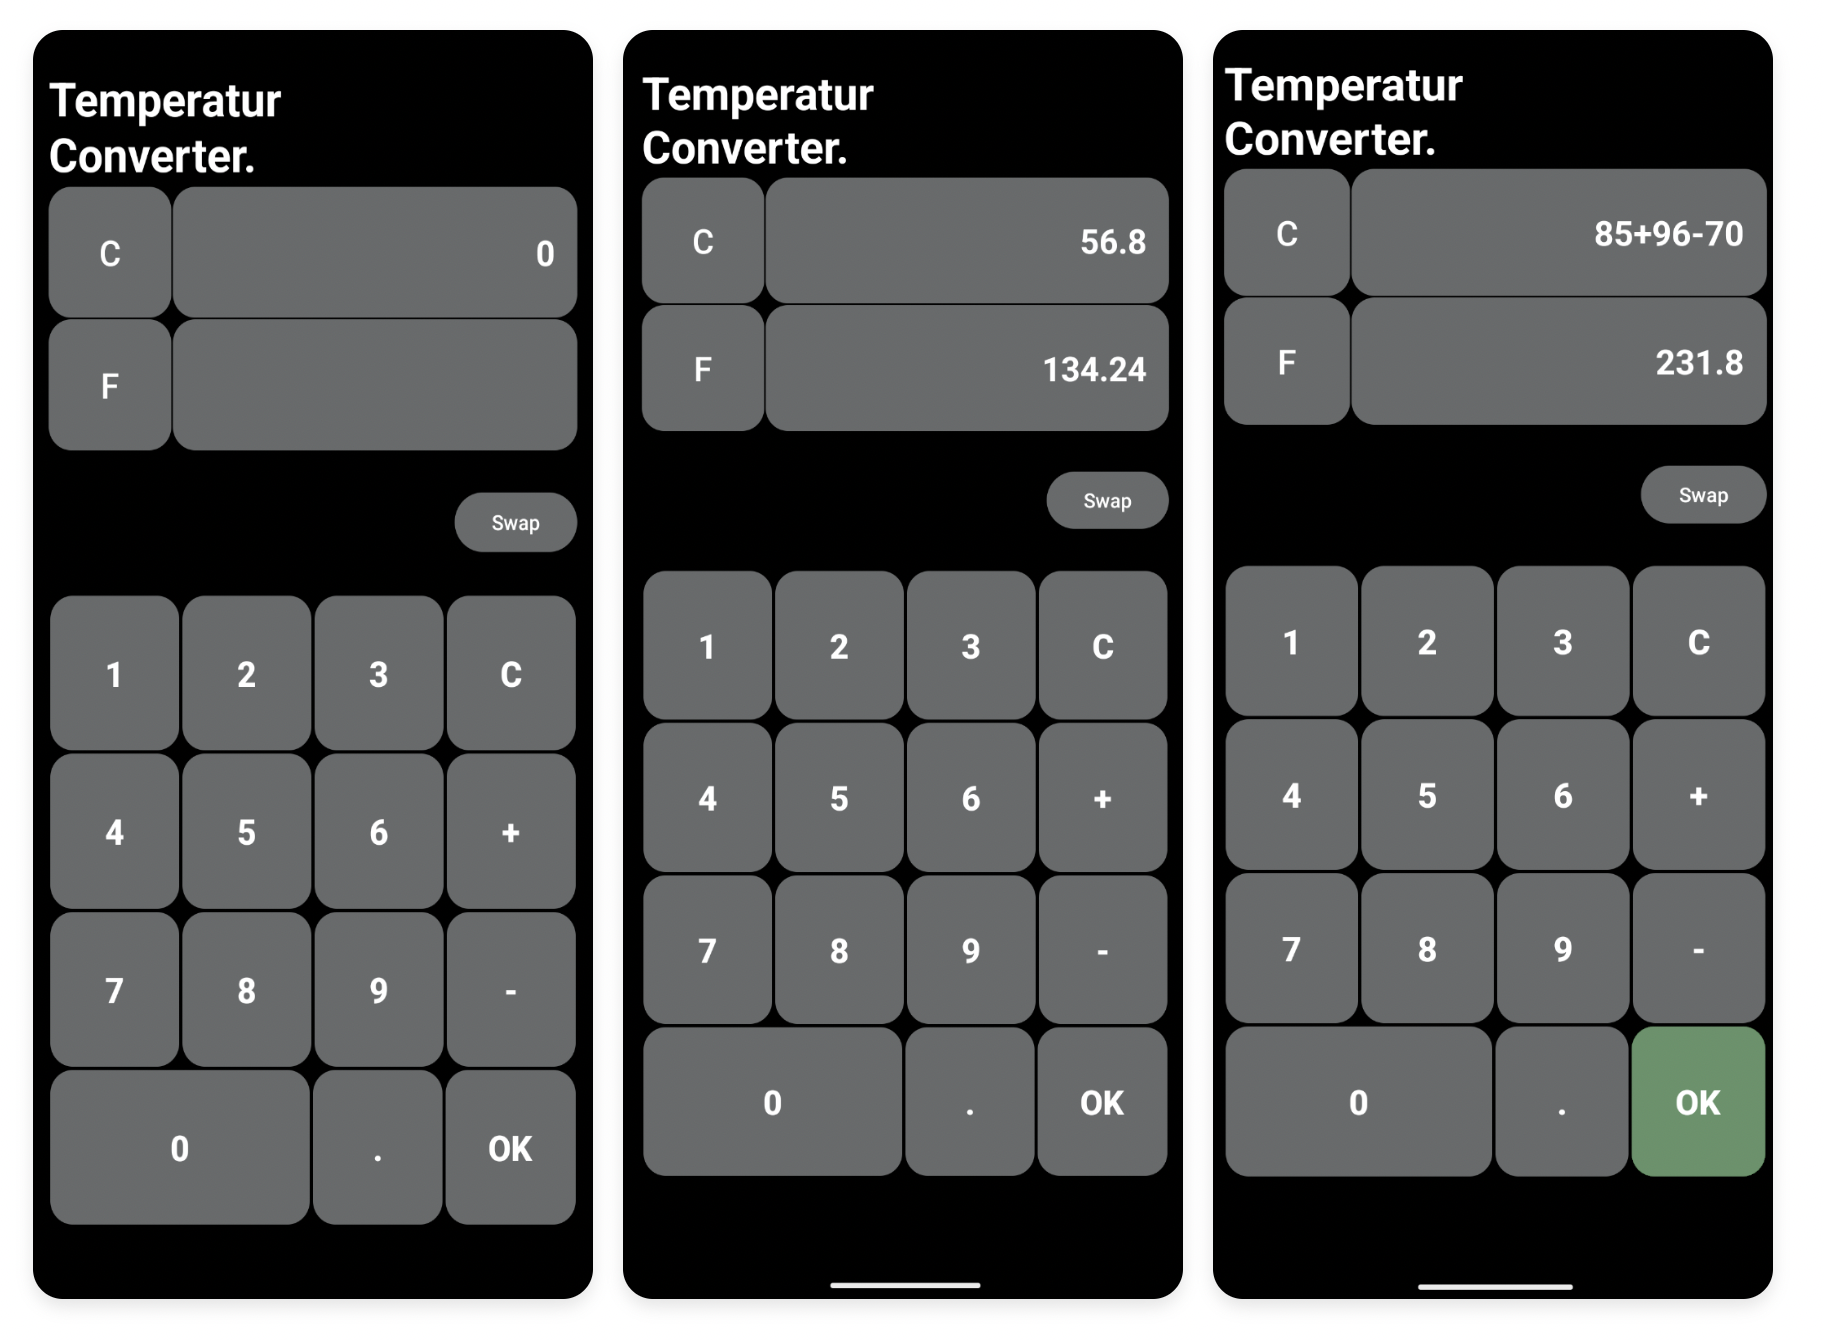 Temperatur
Converter.
C
0
F
Swap
1 2 3 C
4 5 6 +
7 8 9 -
0 . OK
Temperatur
Converter.
C
56.8
F
134.24
Swap
1 2 3 C
4 5 6 +
7 8 9 -
0 . OK
Temperatur
Converter.
C
85+96-70
F
231.8
Swap
1 2 3 C
4 5 6 +
7 8 9 -
0 . OK